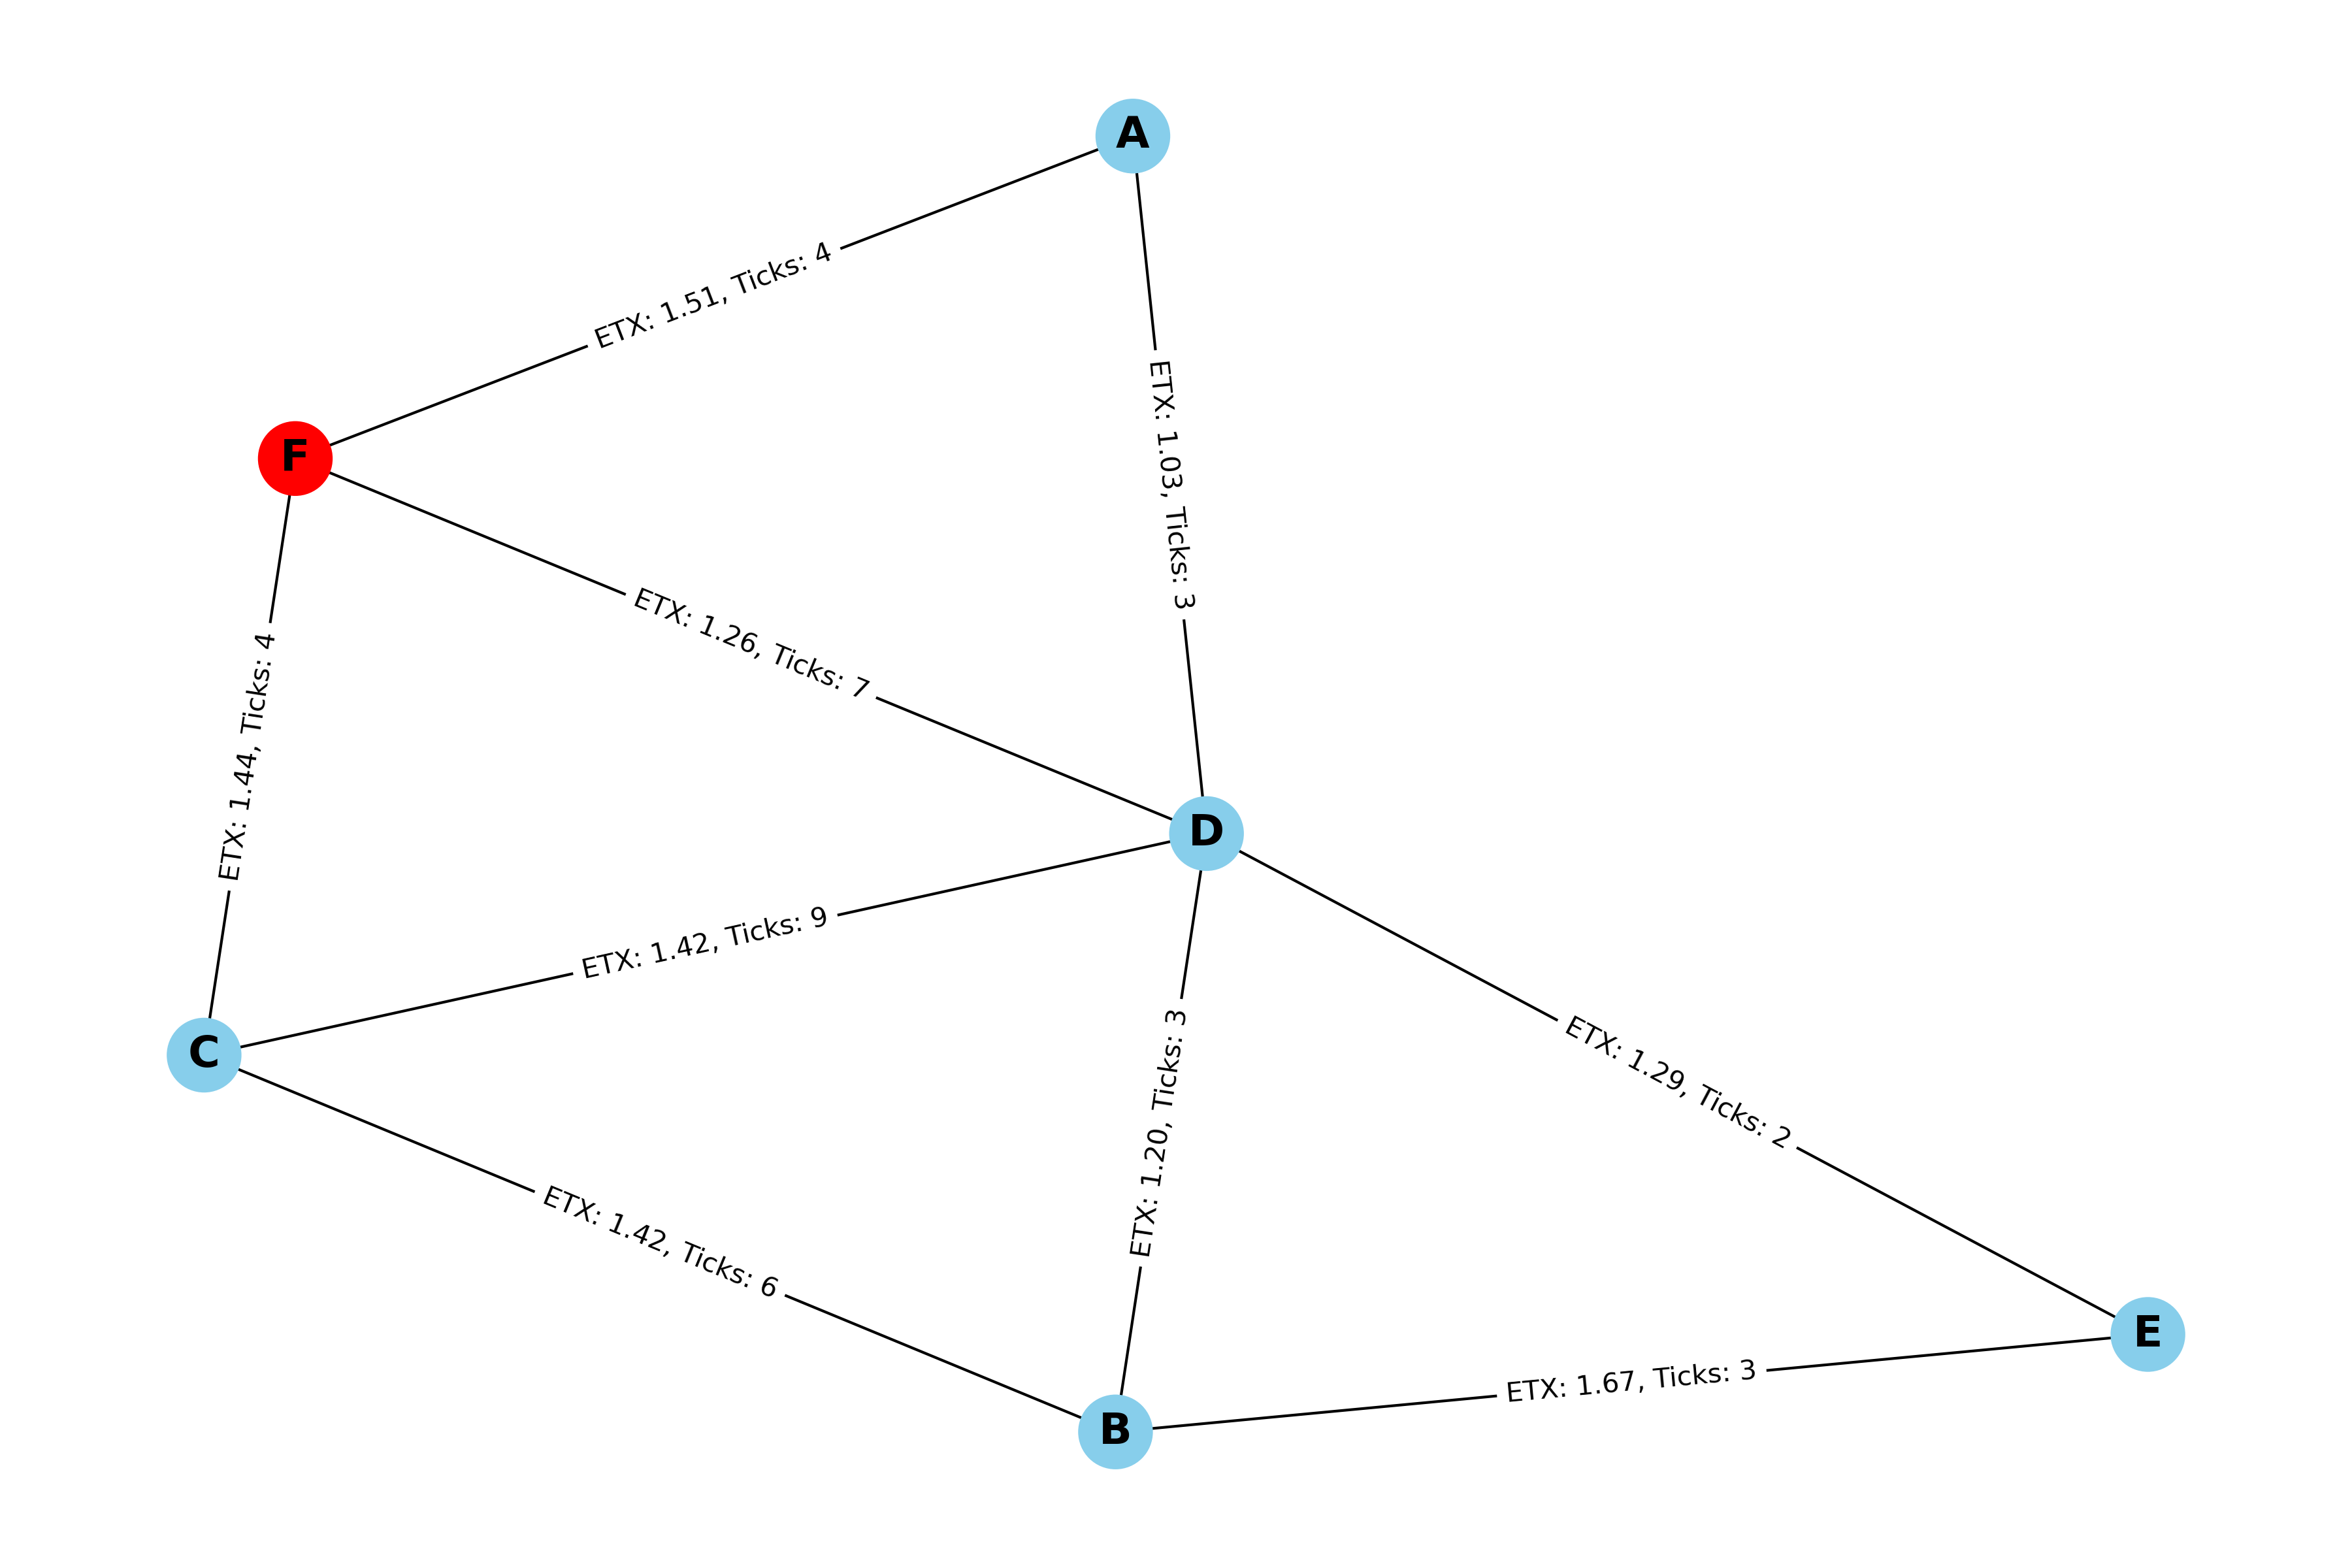 A
ETX: 1.51, Ticks: 4
ETX: 1.03, Ticks: 3
F
ETX: 1.26, Ticks: 7
ETX: 1.44, Ticks: 4
D
ETX: 1.42, Ticks: 9
C
ETX: 1.29, Ticks: 2
ETX: 1.20, Ticks: 3
ETX: 1.42, Ticks: 6
E
ETX: 1.67, Ticks: 3
B